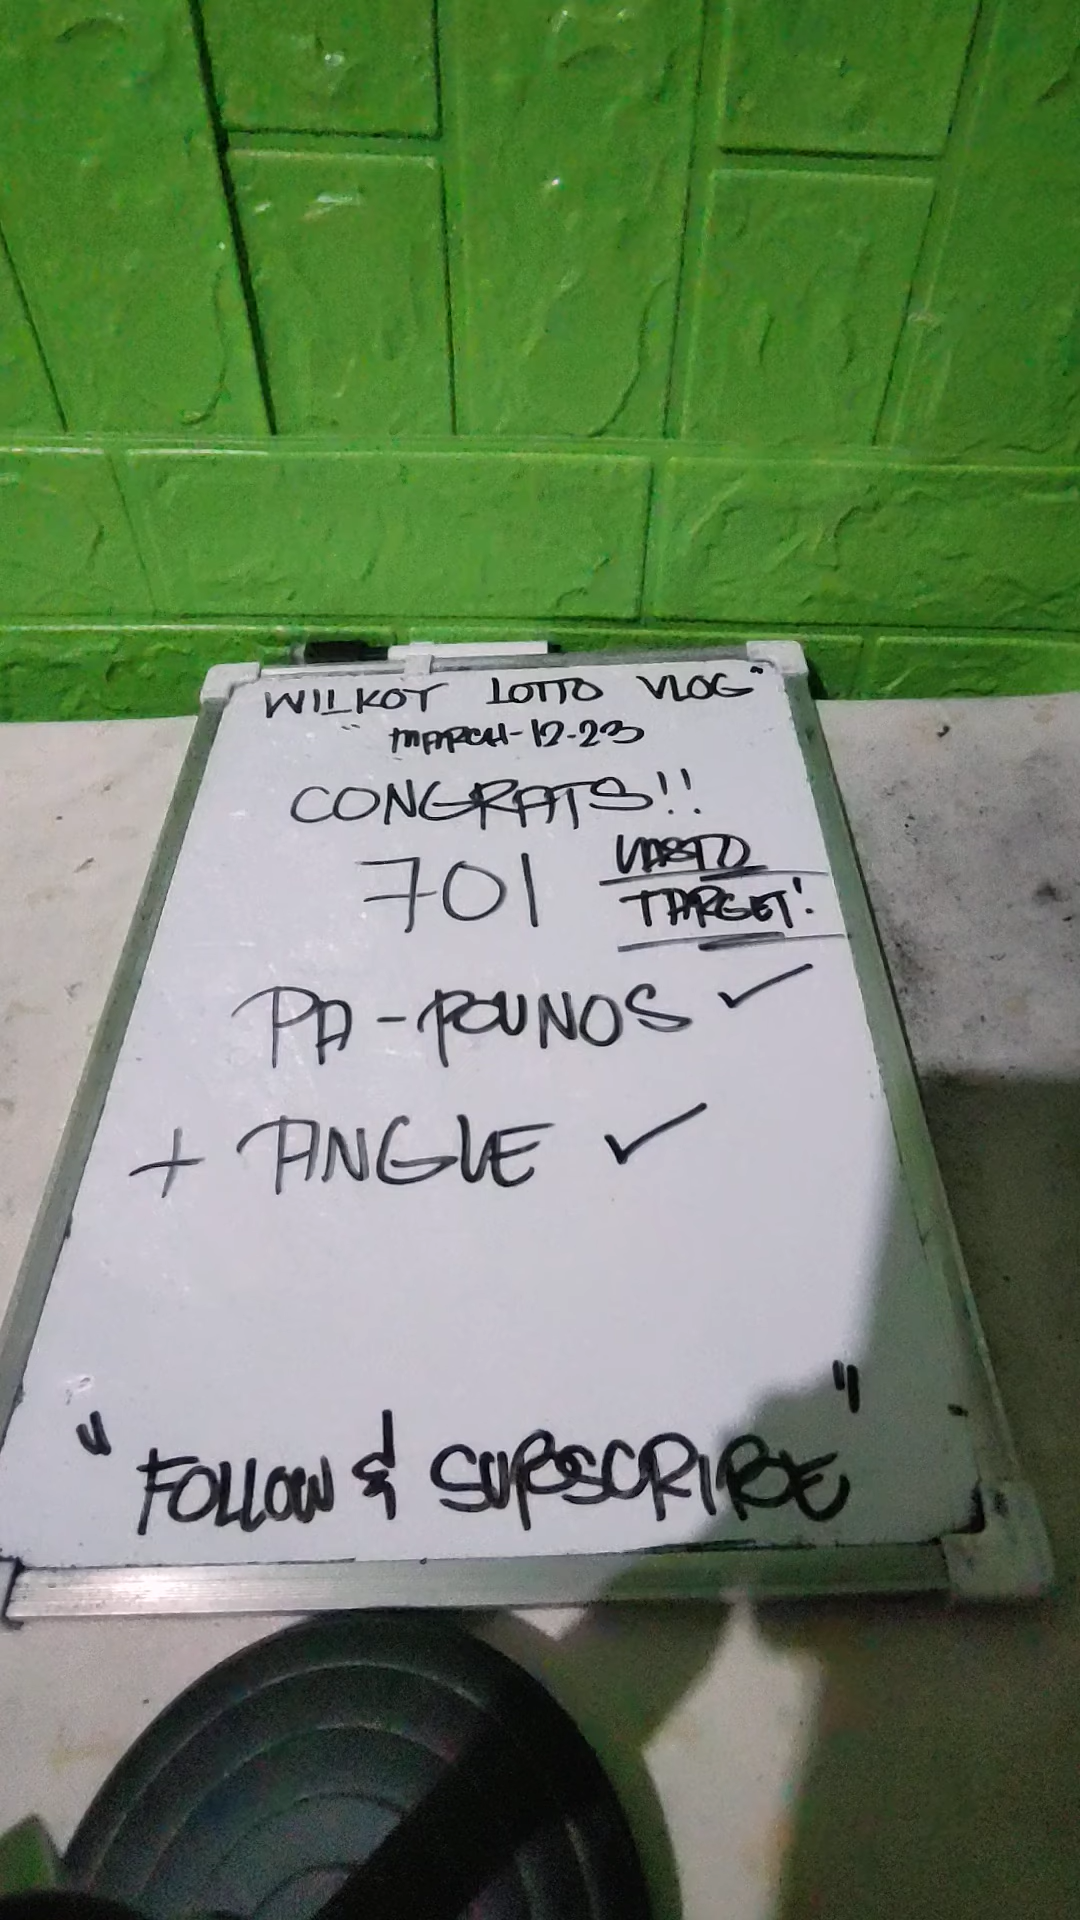 WILKOT LOTTO VLOG"
"MARCH-12-23
CONGRATS!!
701
TARGET!
PA-POUNOS ✓
+ ANGLE ✓
"FOLLOW & SUBSCRIBE"